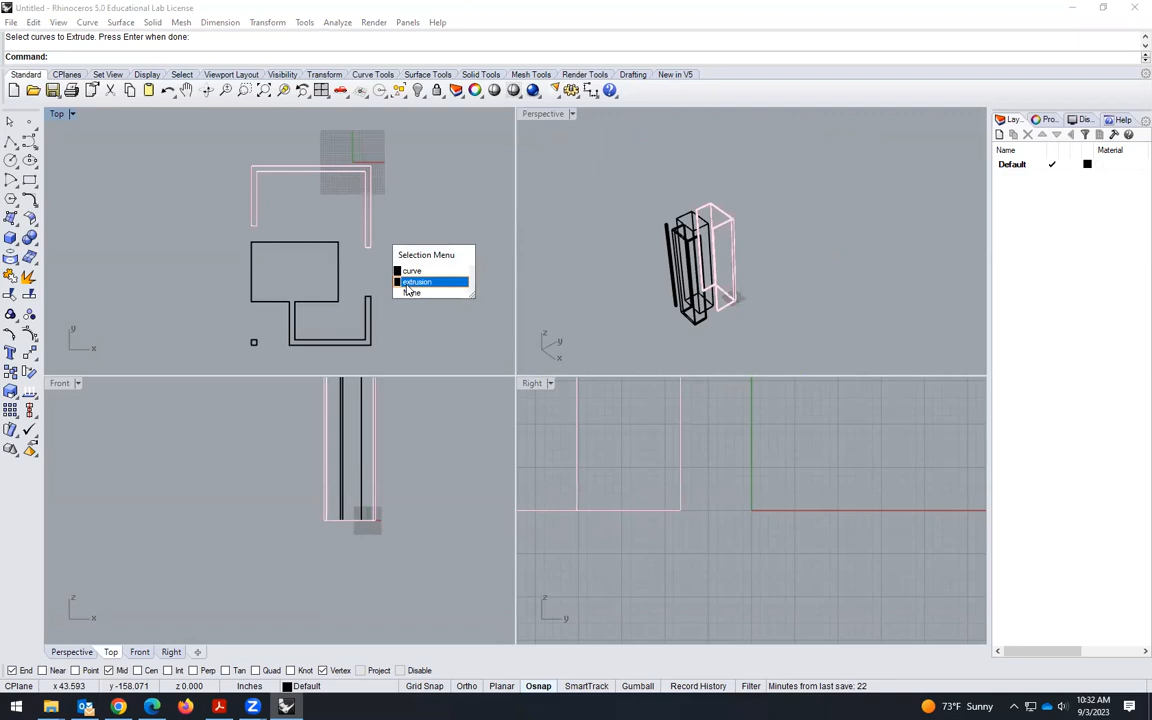 Untitled - Rhinoceros 5.0 Educational Lab License
File Edit View Curve Surface Solid Mesh Dimension Transform Tools Analyze Render Panels Help
Select curves to Extrude. Press Enter when done:
Command:
Standard CPlanes Set View Display Select Viewport Layout Visibility Transform Curve Tools Surface Tools Solid Tools Mesh Tools Render Tools Drafting New in V5
Top
Perspective
Lay... Pro... Dis... Help
Name Material
Default
Selection Menu
curve
extrusion
None
y
x
z
y
x
Front
Right
z
x
z
y
Perspective Top Front Right
End Near Point Mid Cen Int Perp Tan Quad Knot Vertex Project Disable
CPlane x 43.593 y -158.071 z 0.000 Inches Default Grid Snap Ortho Planar Osnap SmartTrack Gumball Record History Filter Minutes from last save: 22
73°F Sunny
10:32 AM
9/3/2023